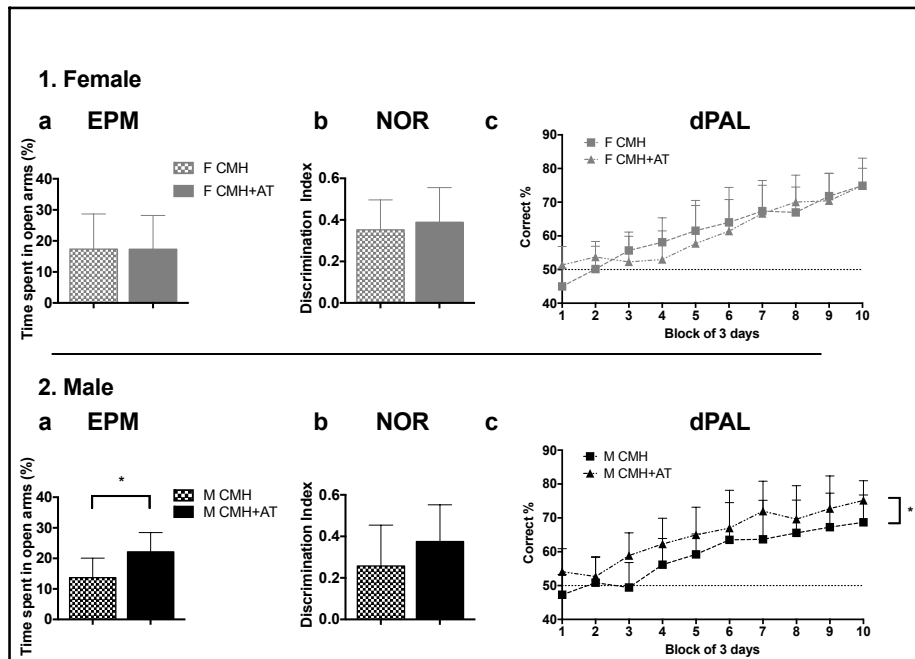 1. Female
a EPM
Time spent in open arms (%)
40
30
20
10
0
F CMH
F CMH+AT
b NOR
Discrimination Index
0.6
0.4
0.2
0.0
c dPAL
Correct %
90
80
70
60
50
40
F CMH
F CMH+AT
1 2 3 4 5 6 7 8 9 10
Block of 3 days
2. Male
a EPM
Time spent in open arms (%)
40
30
20
10
0
*
M CMH
M CMH+AT
b NOR
Discrimination Index
0.6
0.4
0.2
0.0
c dPAL
Correct %
90
80
70
60
50
40
M CMH
M CMH+AT
*
1 2 3 4 5 6 7 8 9 10
Block of 3 days